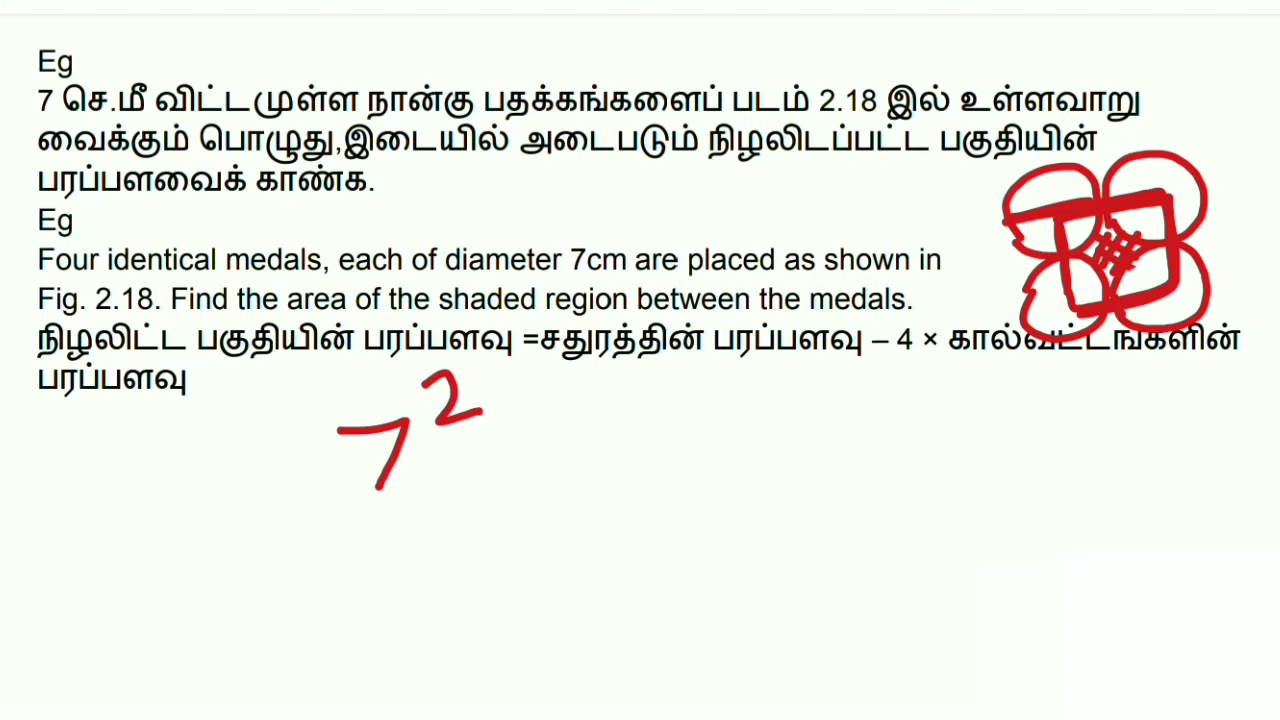 Eg
7 செ.மீ விட்டமுள்ள நான்கு பதக்கங்களைப் படம் 2.18 இல் உள்ளவாறு
வைக்கும் பொழுது,இடையில் அடைபடும் நிழலிடப்பட்ட பகுதியின்
பரப்பளவைக் காண்க.
Eg
Four identical medals, each of diameter 7cm are placed as shown in
Fig. 2.18. Find the area of the shaded region between the medals.
நிழலிட்ட பகுதியின் பரப்பளவு =சதுரத்தின் பரப்பளவு – 4 × கால்வட்டங்களின்
பரப்பளவு
7²